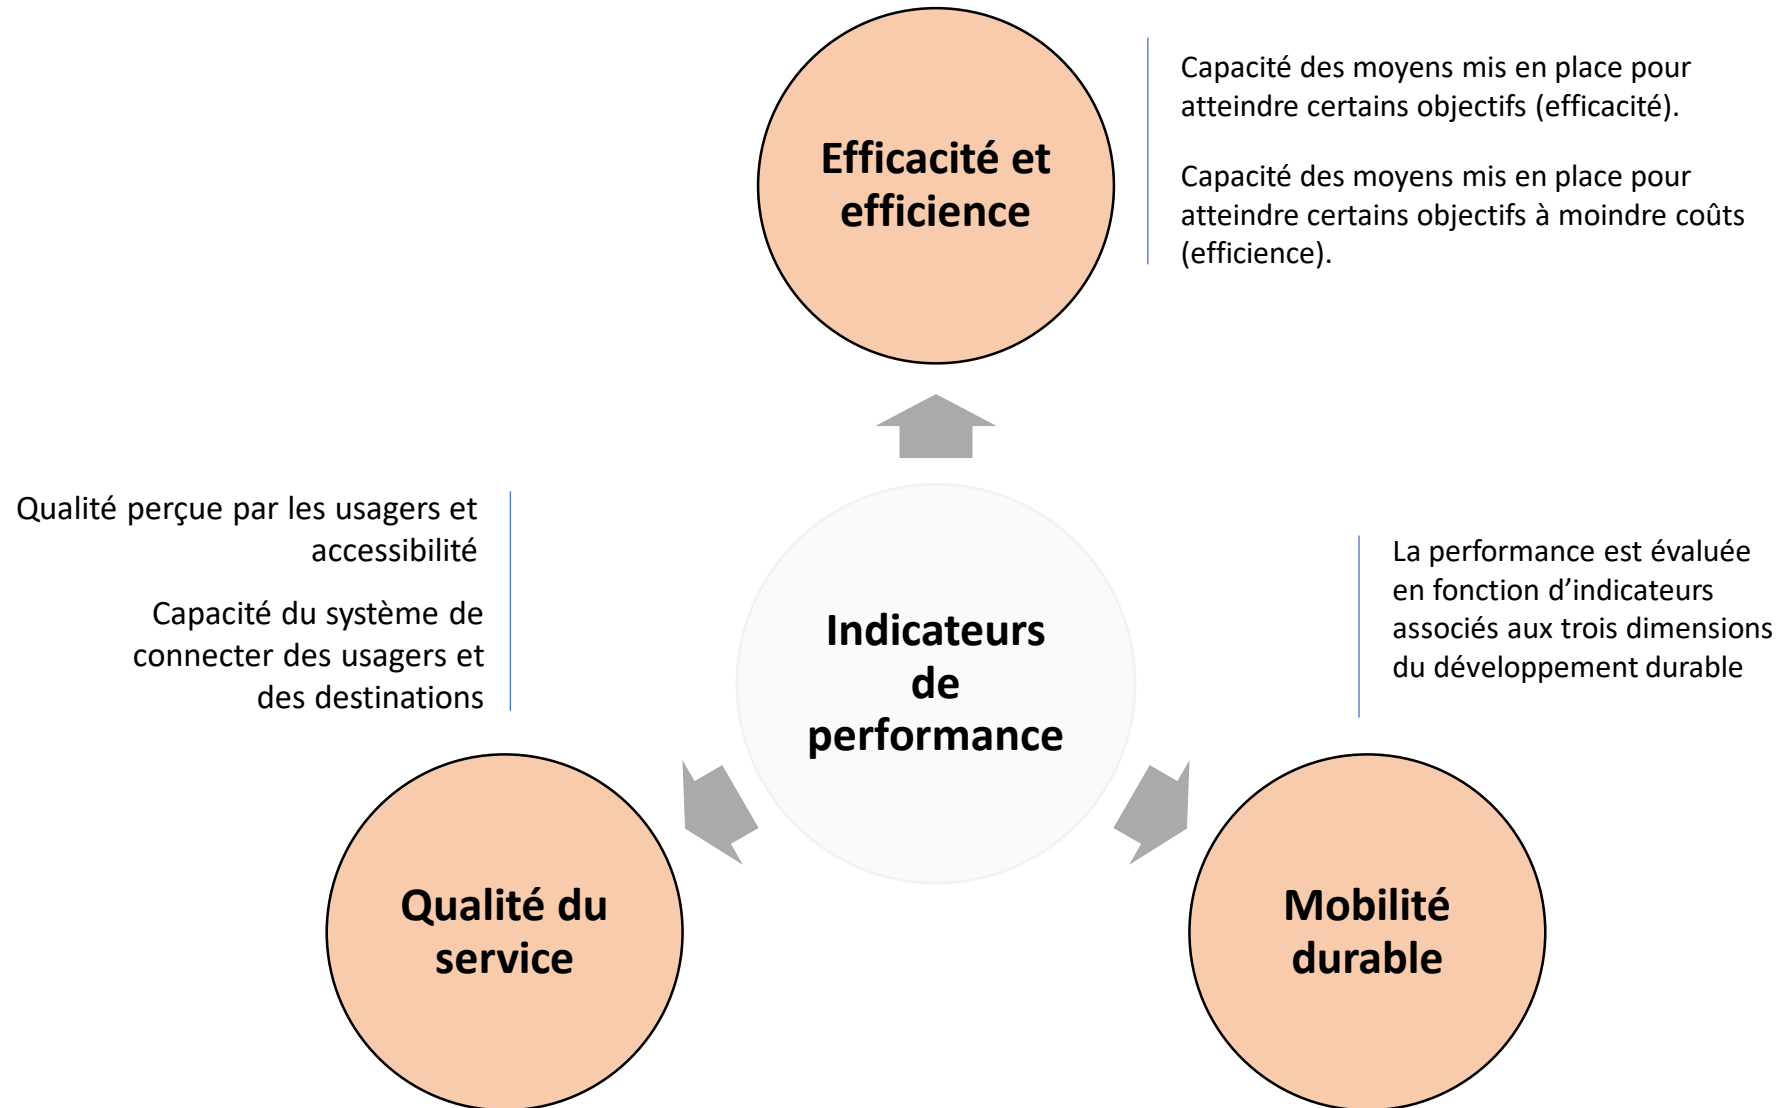 Efficacité et
efficience
Capacité des moyens mis en place pour
atteindre certains objectifs (efficacité).
Capacité des moyens mis en place pour
atteindre certains objectifs à moindre coûts
(efficience).
Qualité perçue par les usagers et
accessibilité
Capacité du système de
connecter des usagers et
des destinations
Indicateurs
de
performance
La performance est évaluée
en fonction d’indicateurs
associés aux trois dimensions
du développement durable
Qualité du
service
Mobilité
durable